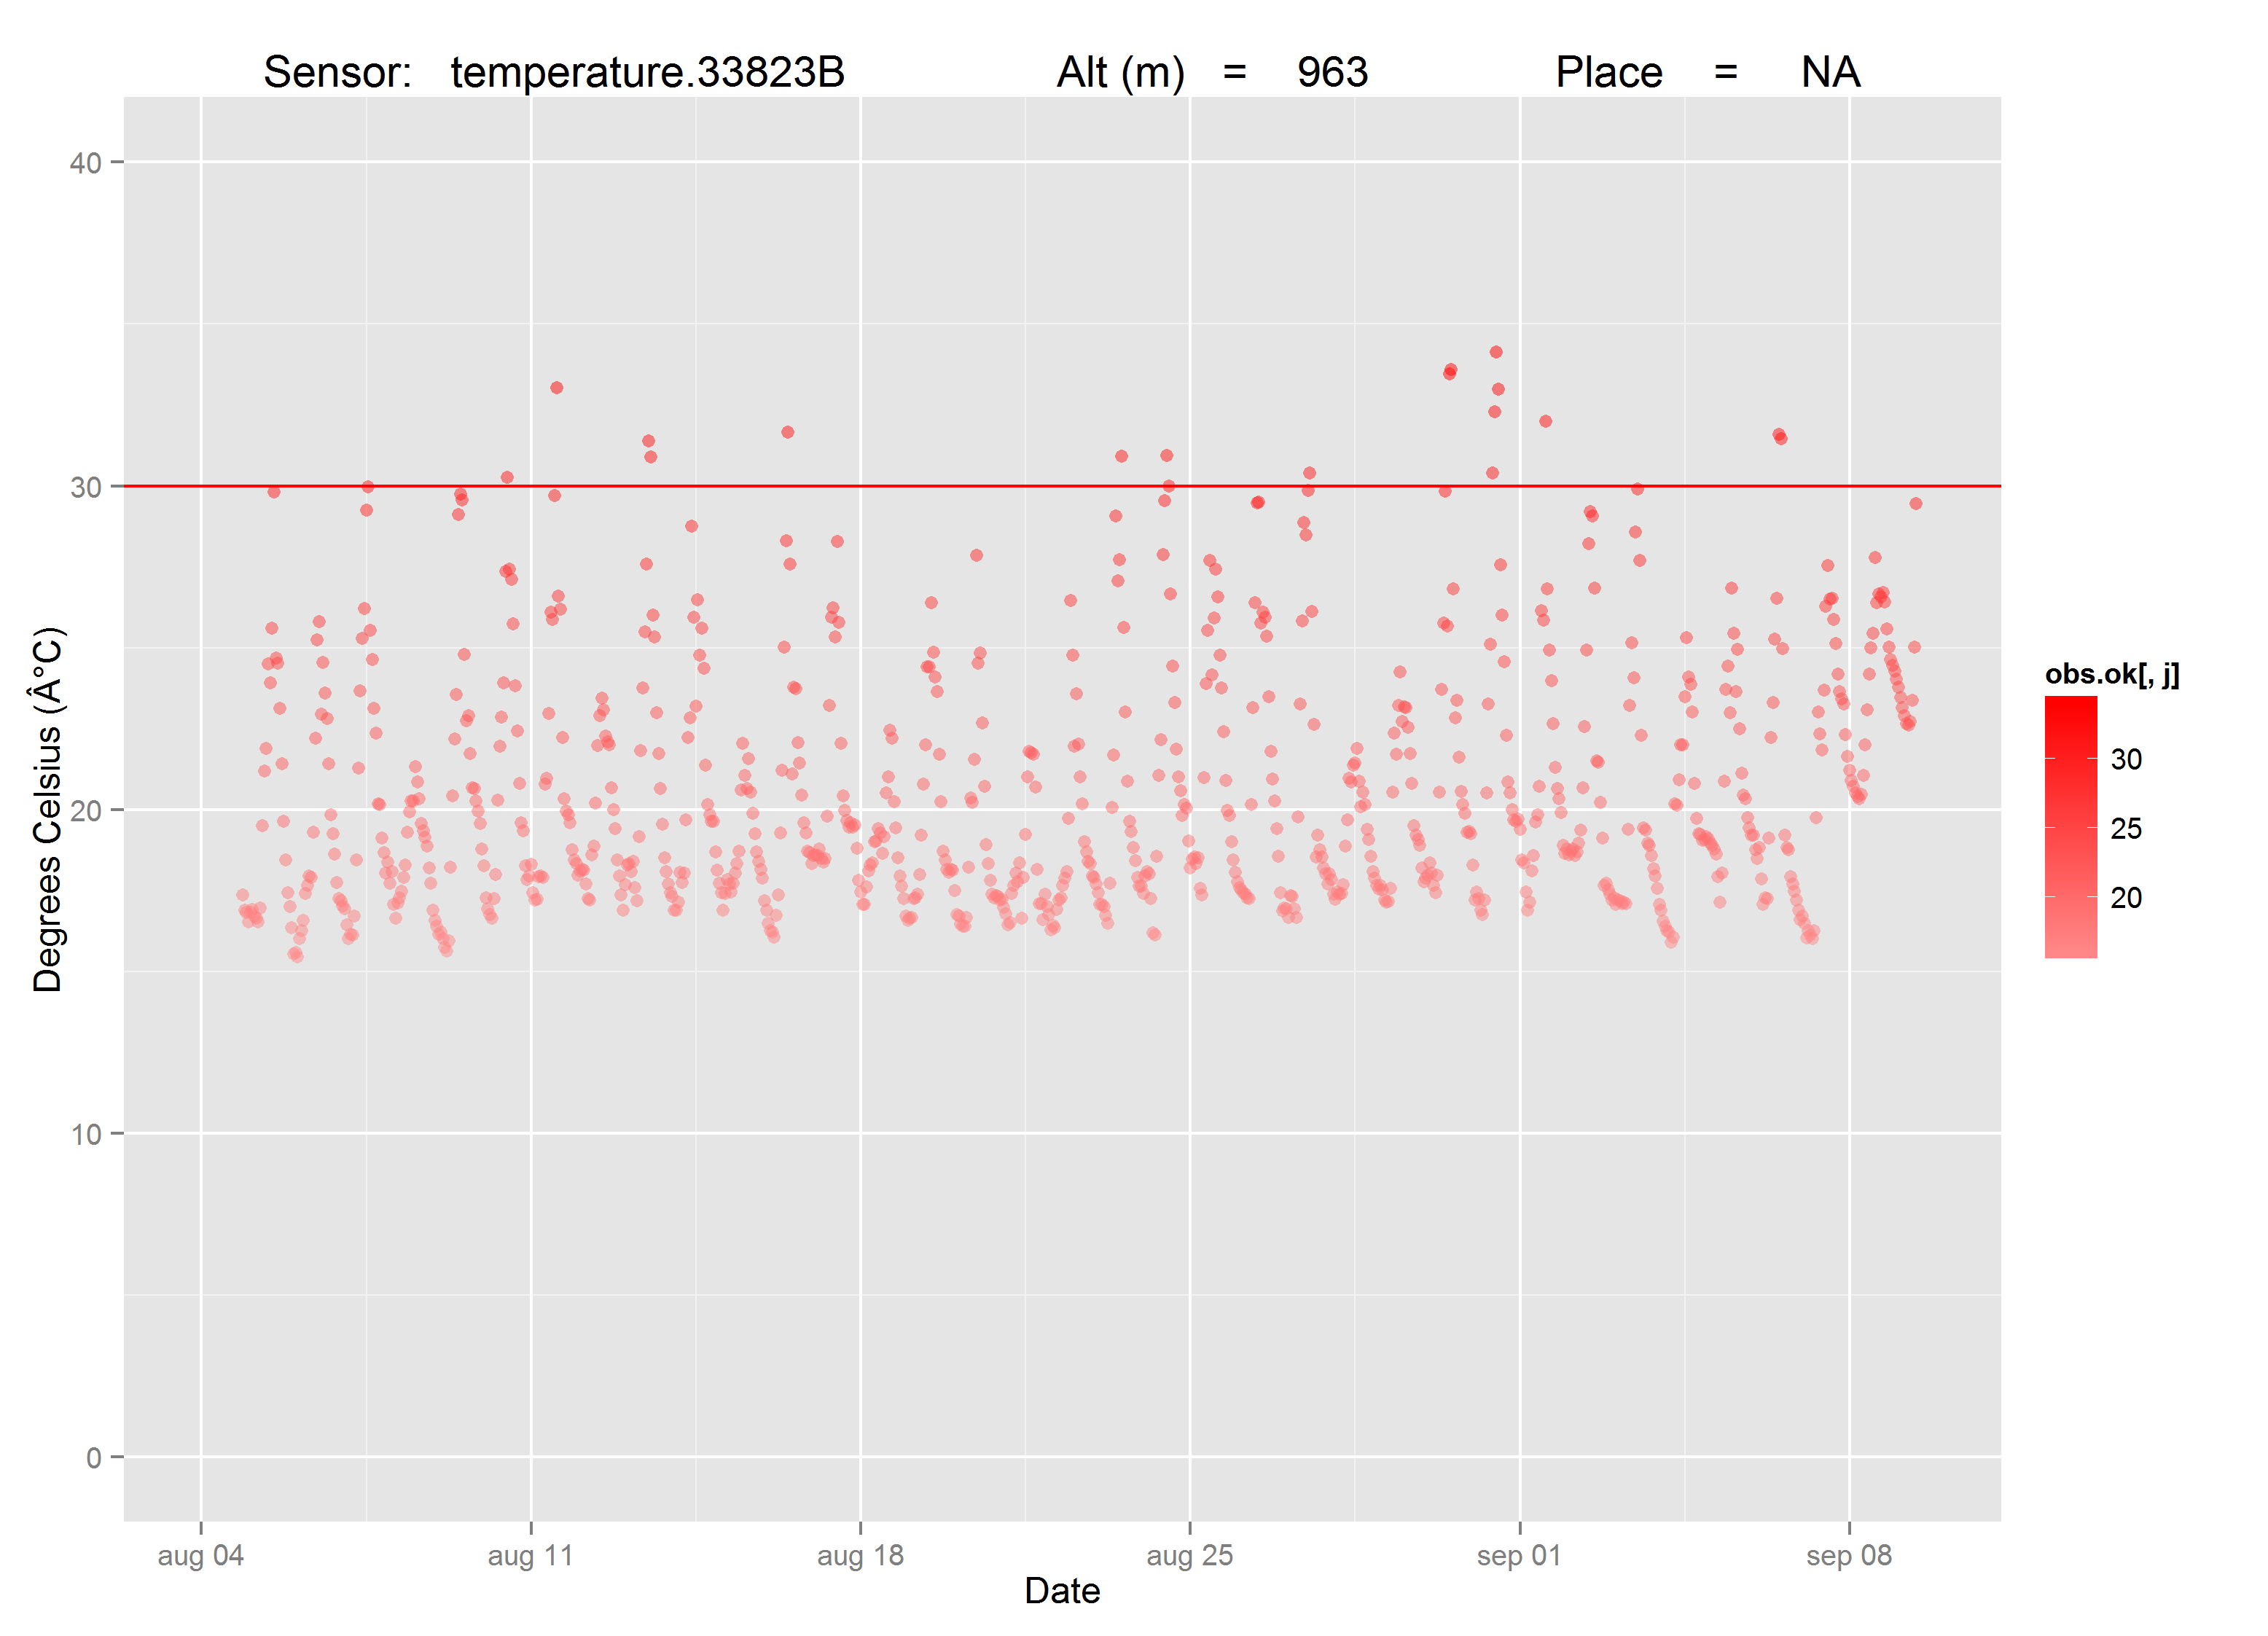 Sensor: temperature.33823B Alt (m) = 963 Place = NA
40
30
20
10
0
Degrees Celsius (Â°C)
aug 04 aug 11 aug 18 aug 25 sep 01 sep 08
Date
obs.ok[, j]
30
25
20